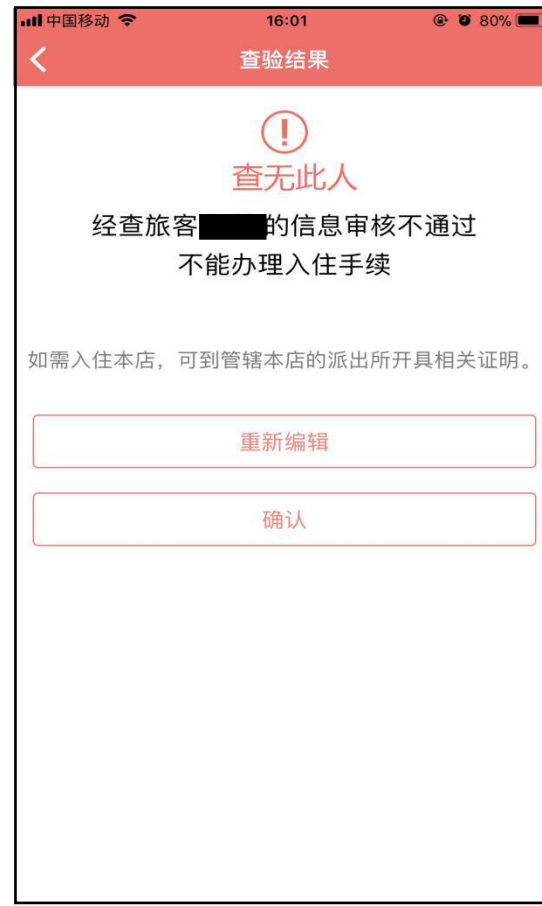 中国移动 16:01 80%
查验结果
查无此人
经查旅客 的信息审核不通过
不能办理入住手续
如需入住本店，可到管辖本店的派出所开具相关证明。
重新编辑
确认